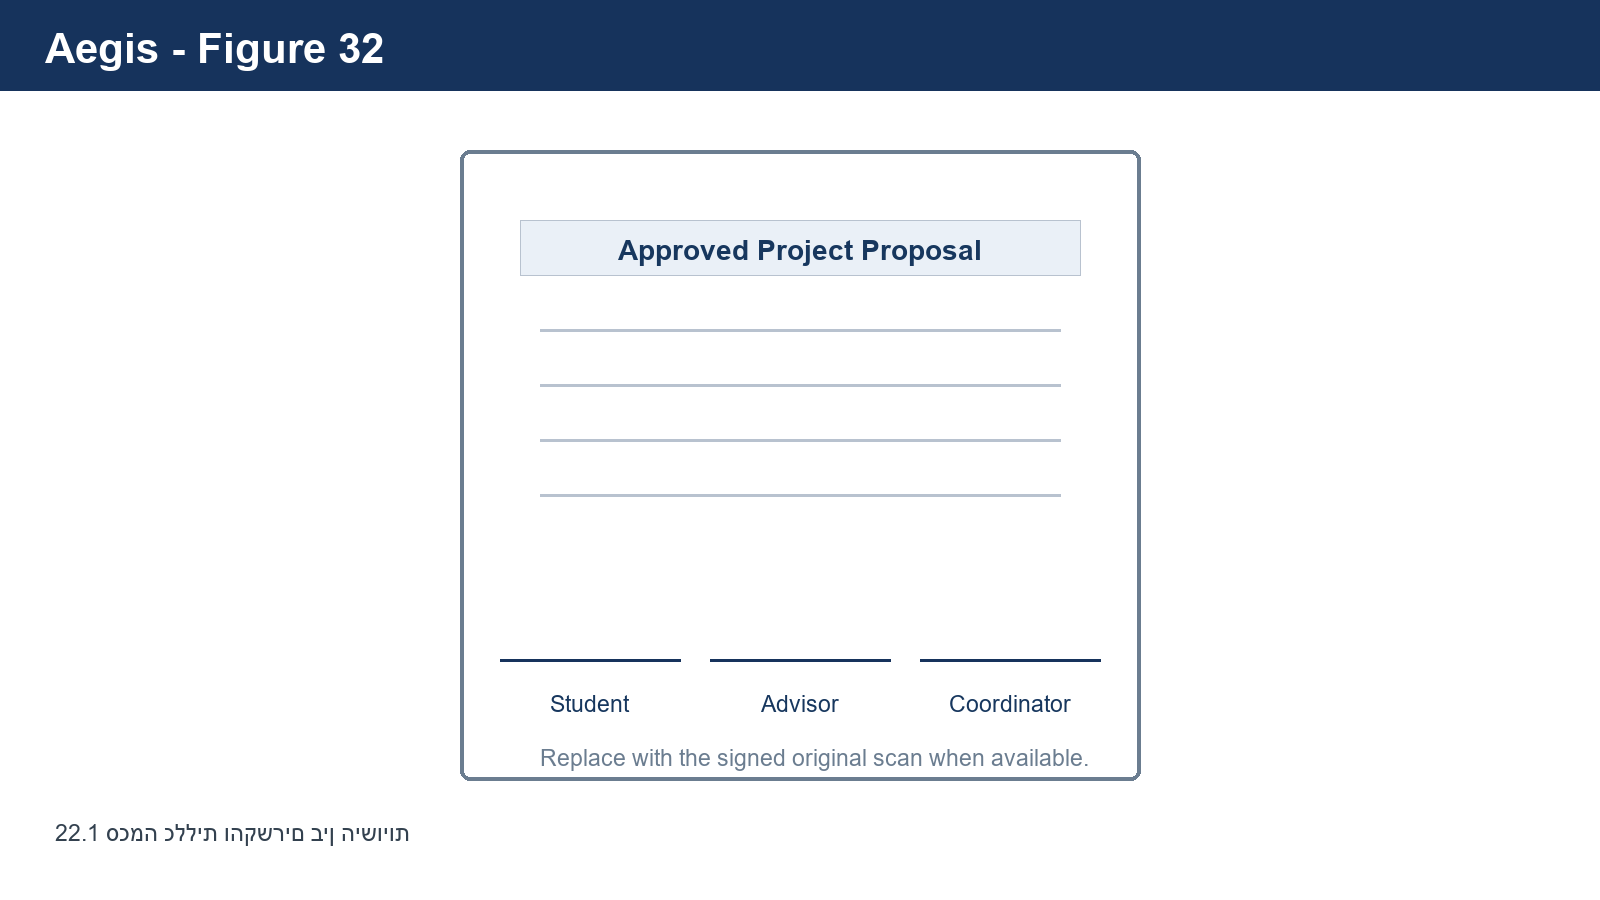 Aegis - Figure 32
Approved Project Proposal
Student Advisor Coordinator
Replace with the signed original scan when available.
22.1 סכמה כללית והקשרים בין הישויות